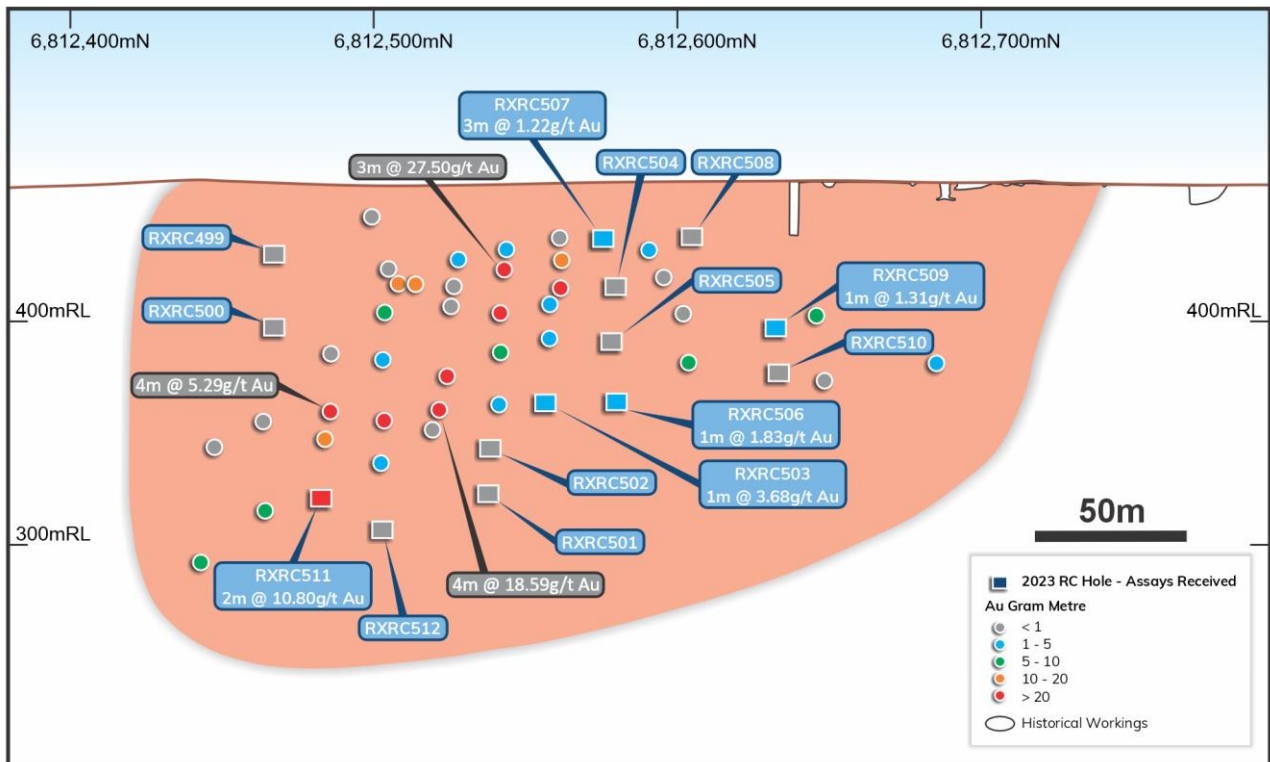 6,812,400mN
6,812,500mN
6,812,600mN
6,812,700mN
RXRC507
3m @ 1.22g/t Au
3m @ 27.50g/t Au
RXRC504
RXRC508
RXRC499
RXRC505
RXRC509
1m @ 1.31g/t Au
RXRC500
400mRL
400mRL
RXRC510
4m @ 5.29g/t Au
RXRC506
1m @ 1.83g/t Au
RXRC503
1m @ 3.68g/t Au
RXRC502
50m
300mRL
RXRC501
RXRC511
2m @ 10.80g/t Au
4m @ 18.59g/t Au
RXRC512
2023 RC Hole - Assays Received
Au Gram Metre
< 1
1 - 5
5 - 10
10 - 20
> 20
Historical Workings